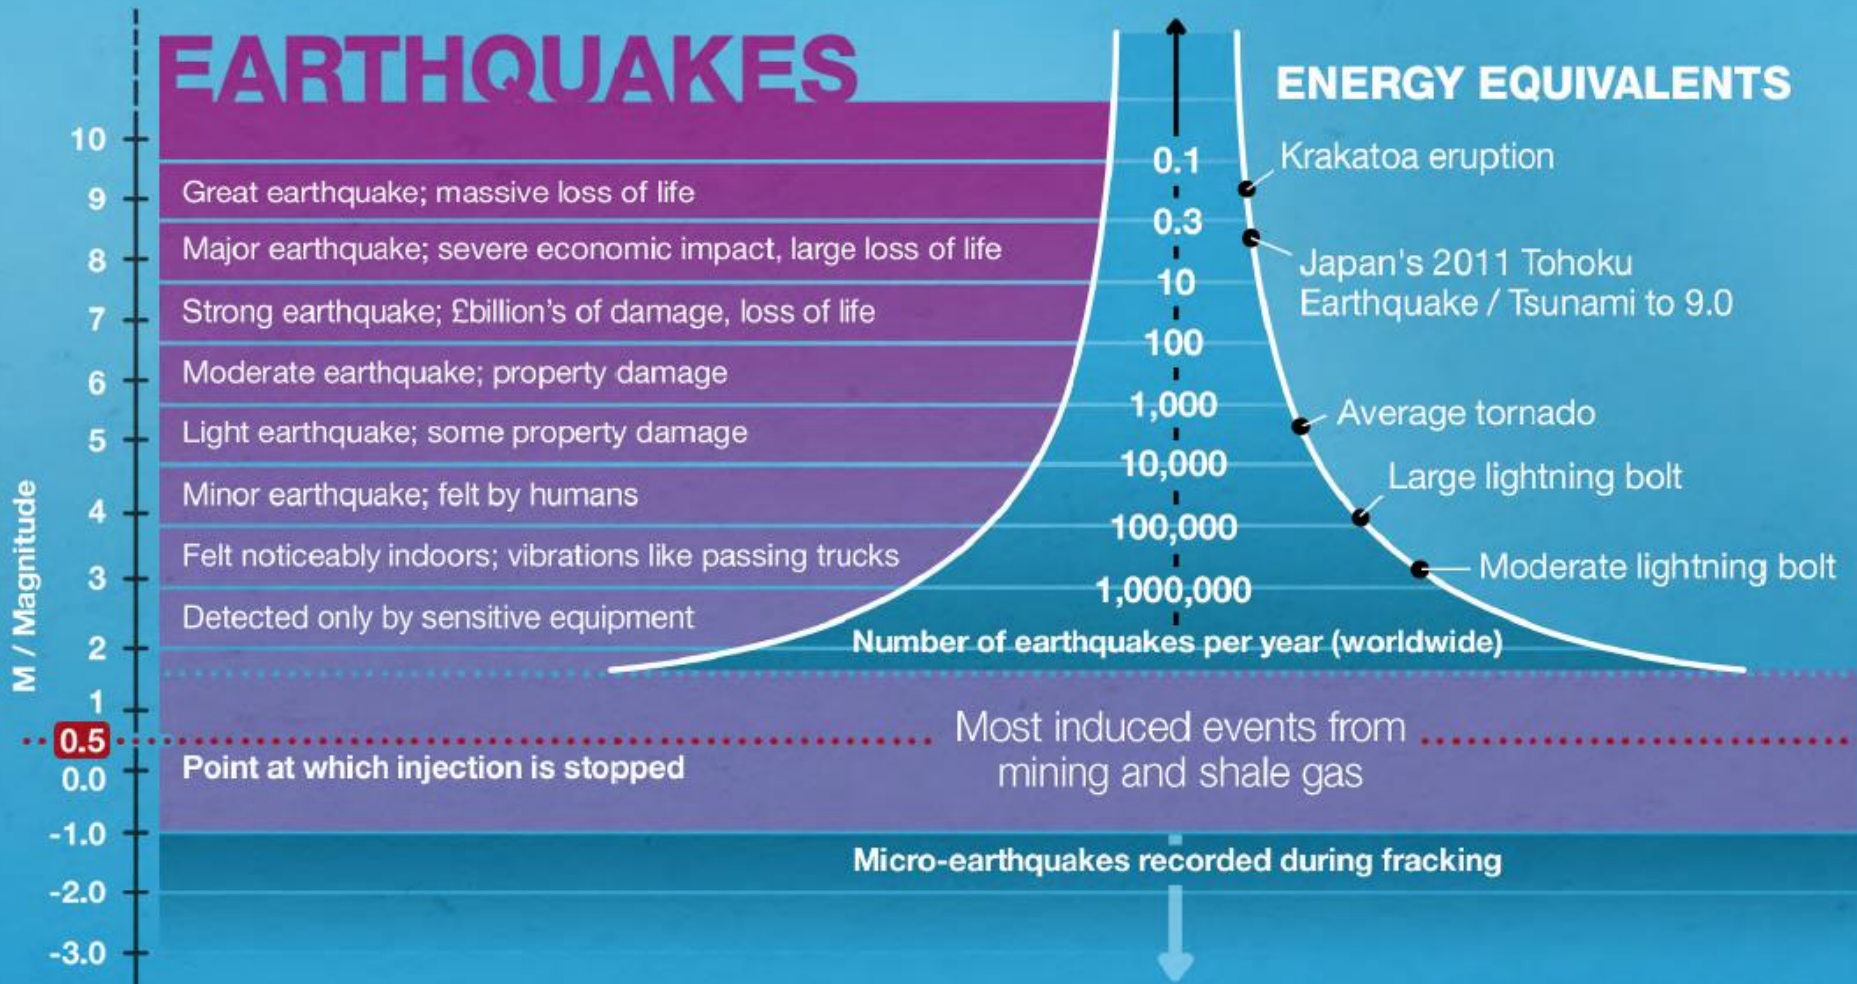 EARTHQUAKES
ENERGY EQUIVALENTS
M / Magnitude
10
9
8
7
6
5
4
3
2
1
0.5
0.0
-1.0
-2.0
-3.0
Great earthquake; massive loss of life
Major earthquake; severe economic impact, large loss of life
Strong earthquake; £billion's of damage, loss of life
Moderate earthquake; property damage
Light earthquake; some property damage
Minor earthquake; felt by humans
Felt noticeably indoors; vibrations like passing trucks
Detected only by sensitive equipment
Point at which injection is stopped
0.1
0.3
10
100
1,000
10,000
100,000
1,000,000
Number of earthquakes per year (worldwide)
Krakatoa eruption
Japan's 2011 Tohoku
Earthquake / Tsunami to 9.0
Average tornado
Large lightning bolt
Moderate lightning bolt
Most induced events from
mining and shale gas
Micro-earthquakes recorded during fracking